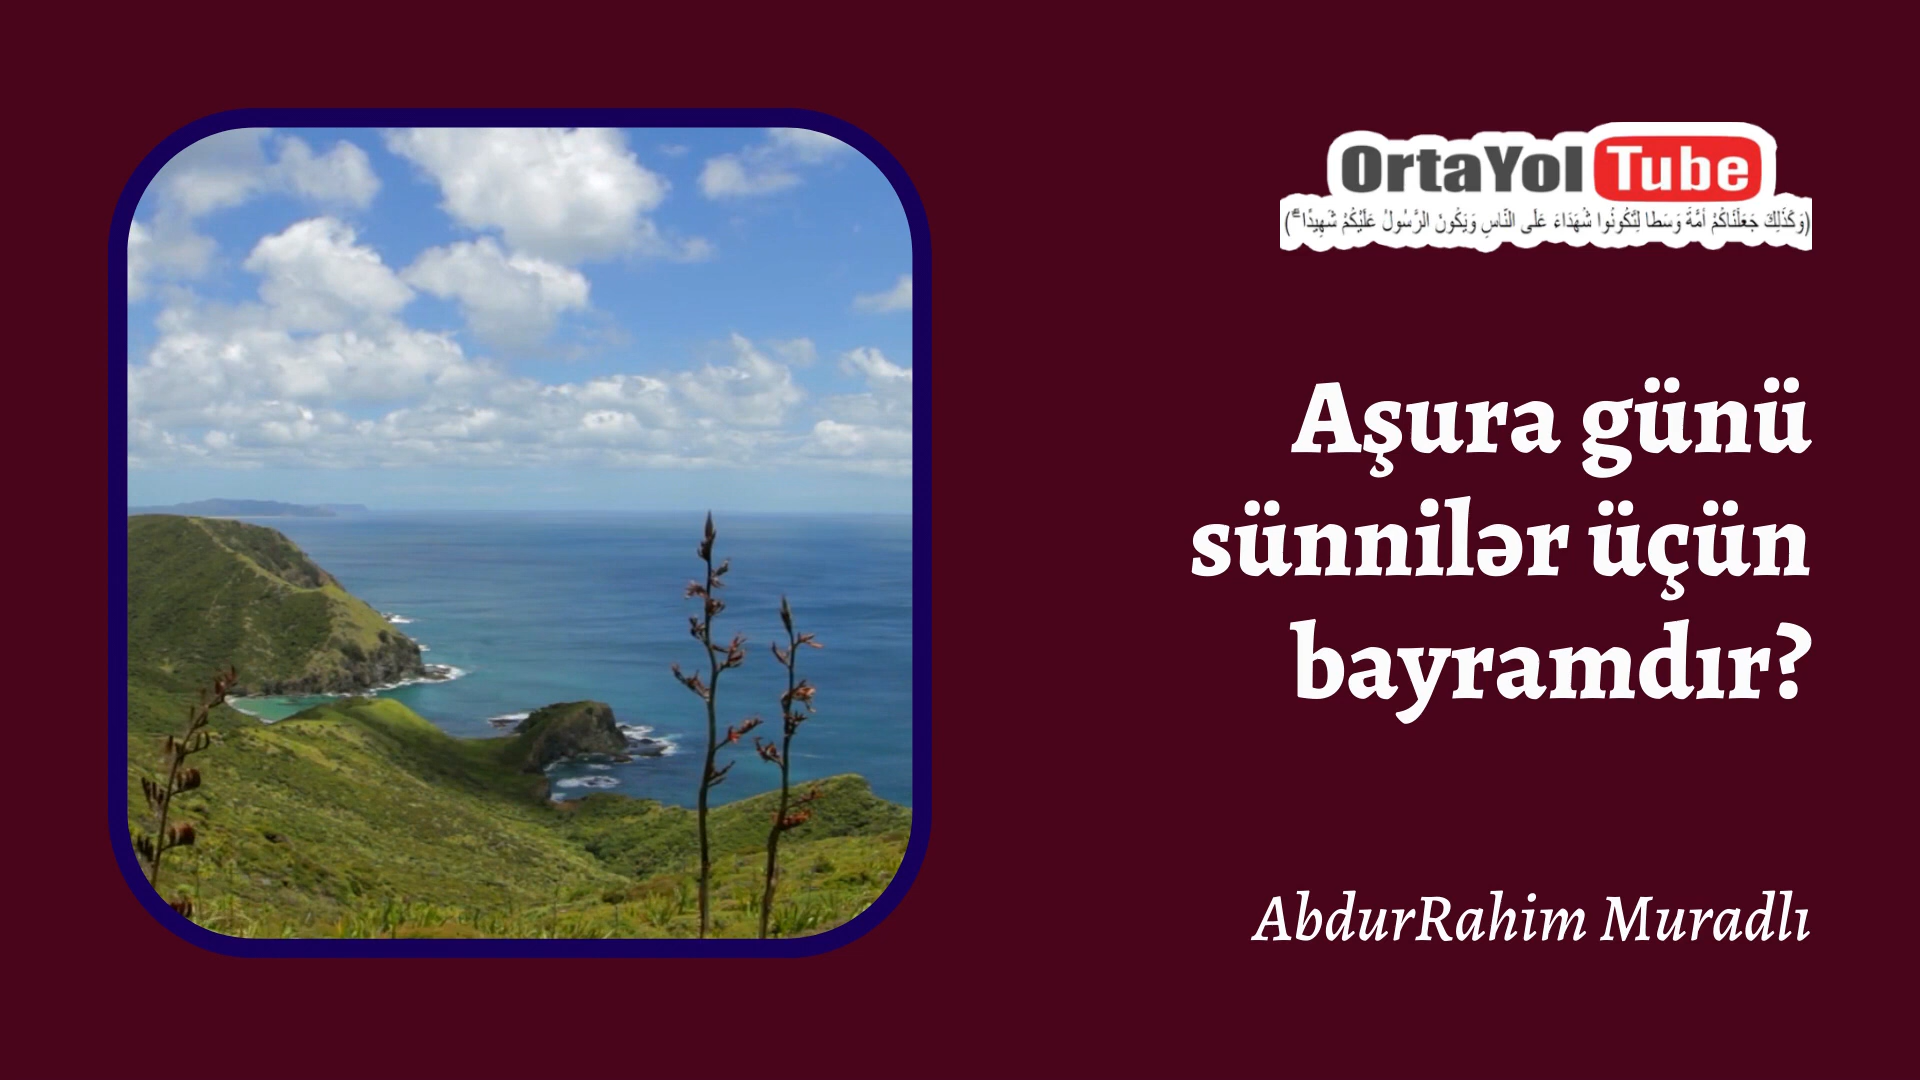 OrtaYol Tube
(وَكَذَٰلِكَ جَعَلْنَاكُمْ أُمَّةً وَسَطًا لِتَكُونُوا شُهَدَاءَ عَلَى النَّاسِ وَيَكُونَ الرَّسُولُ عَلَيْكُمْ شَهِيدًا ۗ)
Aşura günü
sünnilər üçün
bayramdır?
AbdurRahim Muradlı